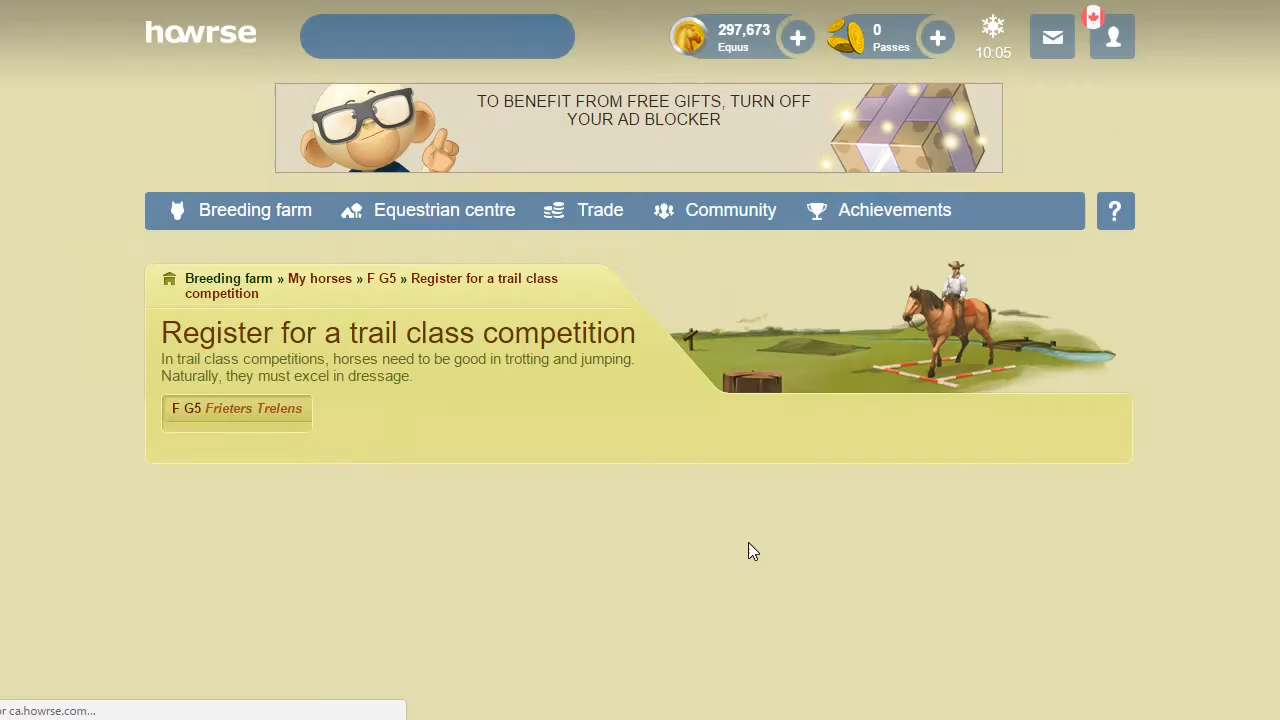 howrse
297,673
Equus
0
Passes
10:05
TO BENEFIT FROM FREE GIFTS, TURN OFF
YOUR AD BLOCKER
Breeding farm
Equestrian centre
Trade
Community
Achievements
?
Breeding farm » My horses » F G5 » Register for a trail class
competition
Register for a trail class competition
In trail class competitions, horses need to be good in trotting and jumping.
Naturally, they must excel in dressage.
F G5 Frieters Trelens
or ca.howrse.com...